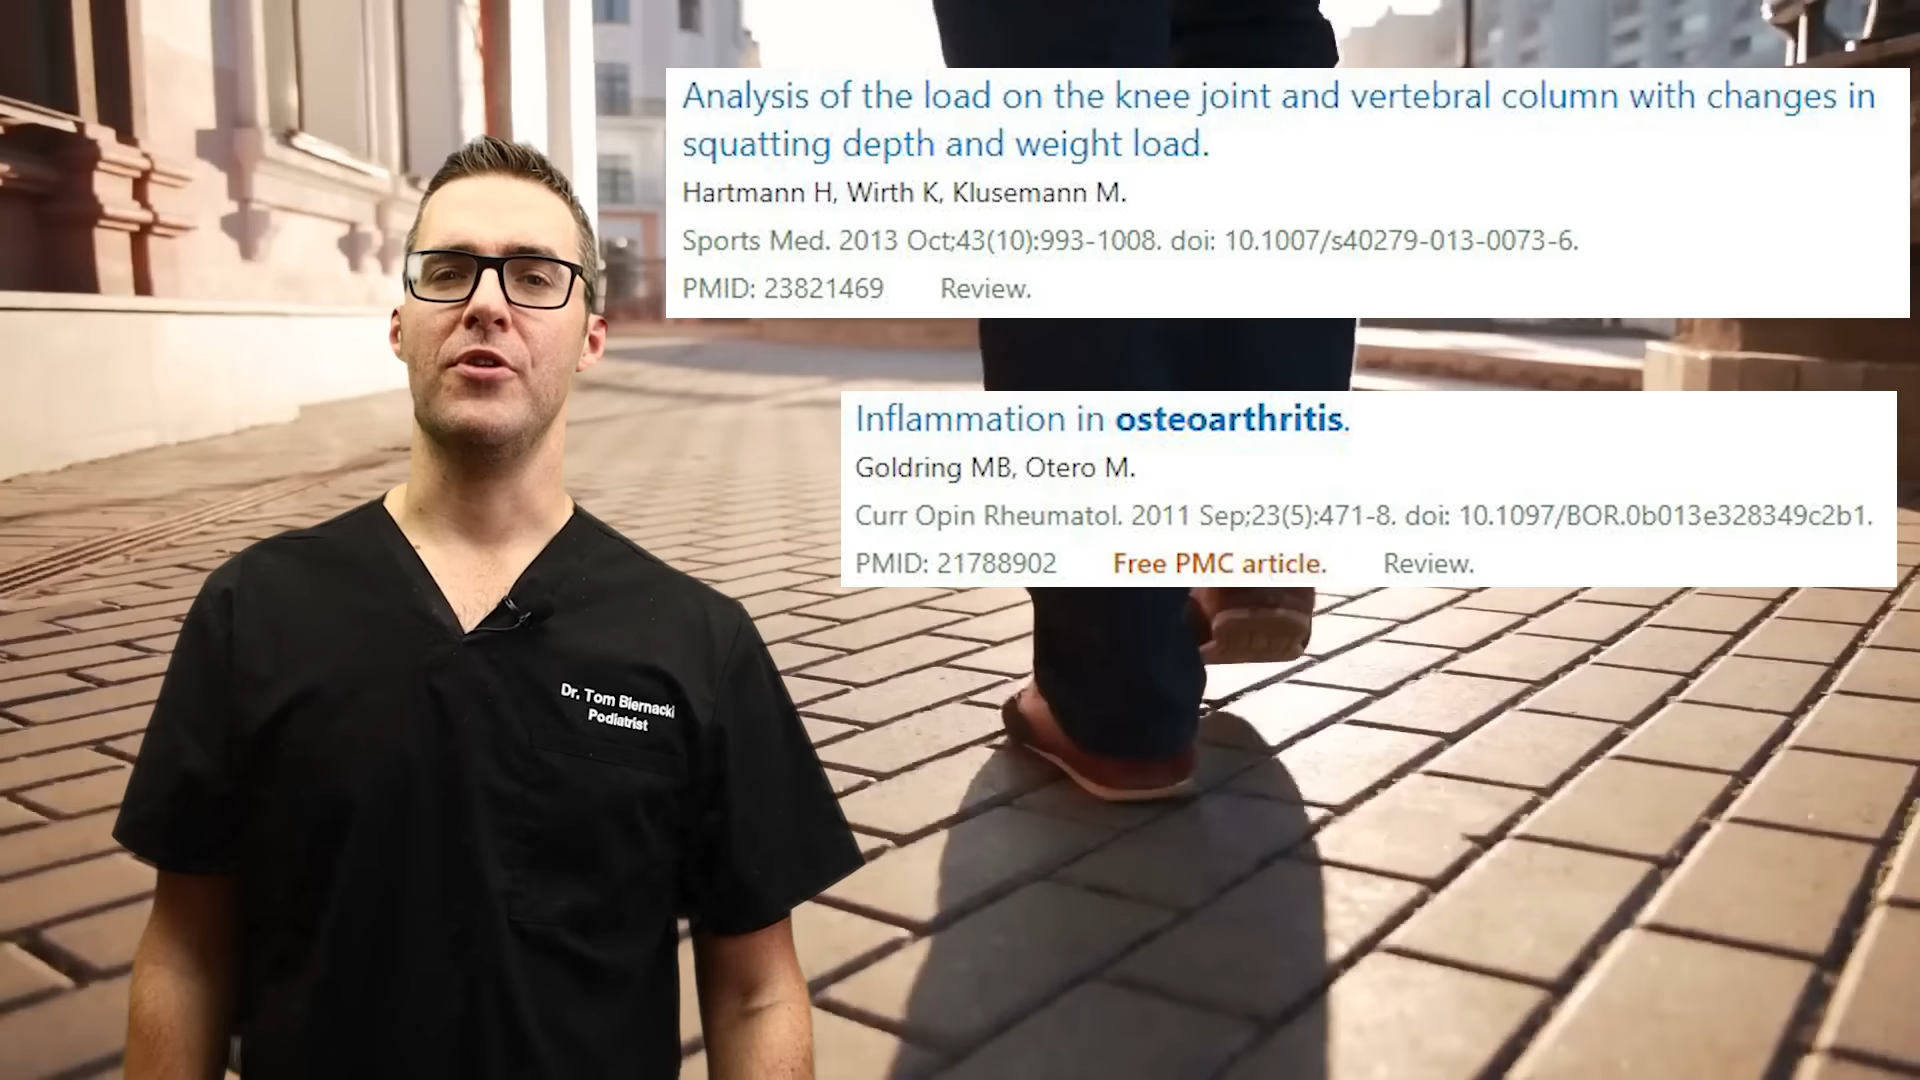 Analysis of the load on the knee joint and vertebral column with changes in
squatting depth and weight load.
Hartmann H, Wirth K, Klusemann M.
Sports Med. 2013 Oct;43(10):993-1008. doi: 10.1007/s40279-013-0073-6.
PMID: 23821469 Review.
Inflammation in osteoarthritis.
Goldring MB, Otero M.
Curr Opin Rheumatol. 2011 Sep;23(5):471-8. doi: 10.1097/BOR.0b013e328349c2b1.
PMID: 21788902 Free PMC article. Review.
Dr. Tom Biernacki
Podiatrist